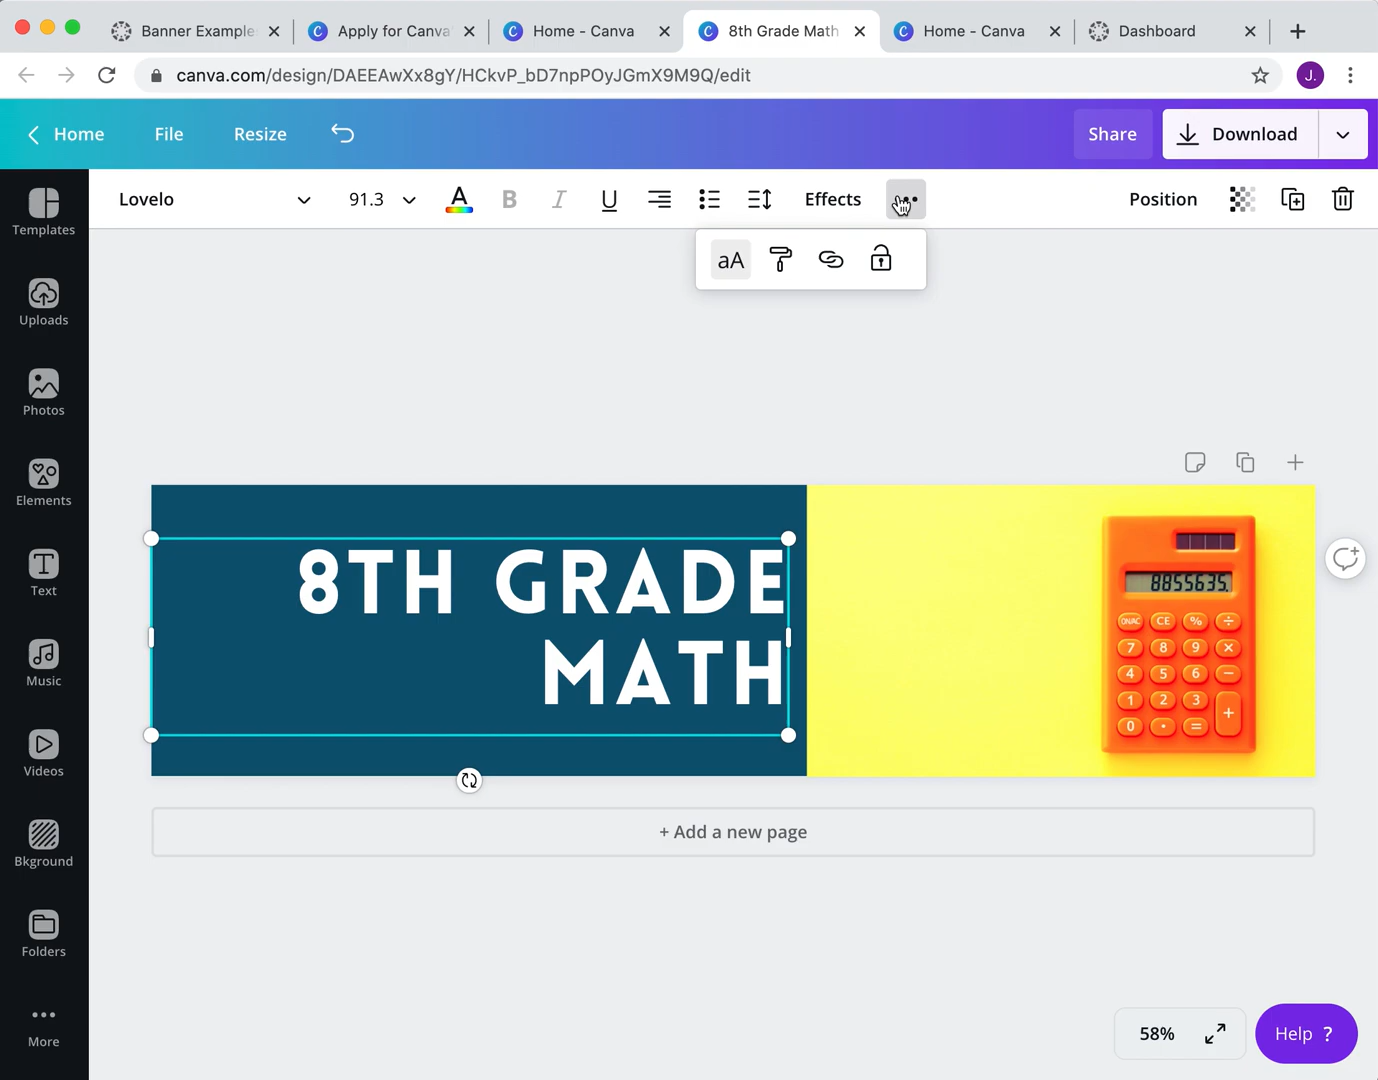 Banner Example
Apply for Canva
Home - Canva
8th Grade Math
Home - Canva
Dashboard
canva.com/design/DAEEAwXx8gY/HCkvP_bD7npPOyJGmX9M9Q/edit
J.
Home
File
Resize
Share
Download
Lovelo
91.3
A
B
I
U
Effects
Position
aA
Templates
Uploads
Photos
Elements
Text
Music
Videos
Bkground
Folders
More
8TH GRADE
MATH
8855635.
ON/AC CE % ÷
7 8 9 ×
4 5 6 −
1 2 3 +
0 · =
+ Add a new page
58%
Help ?